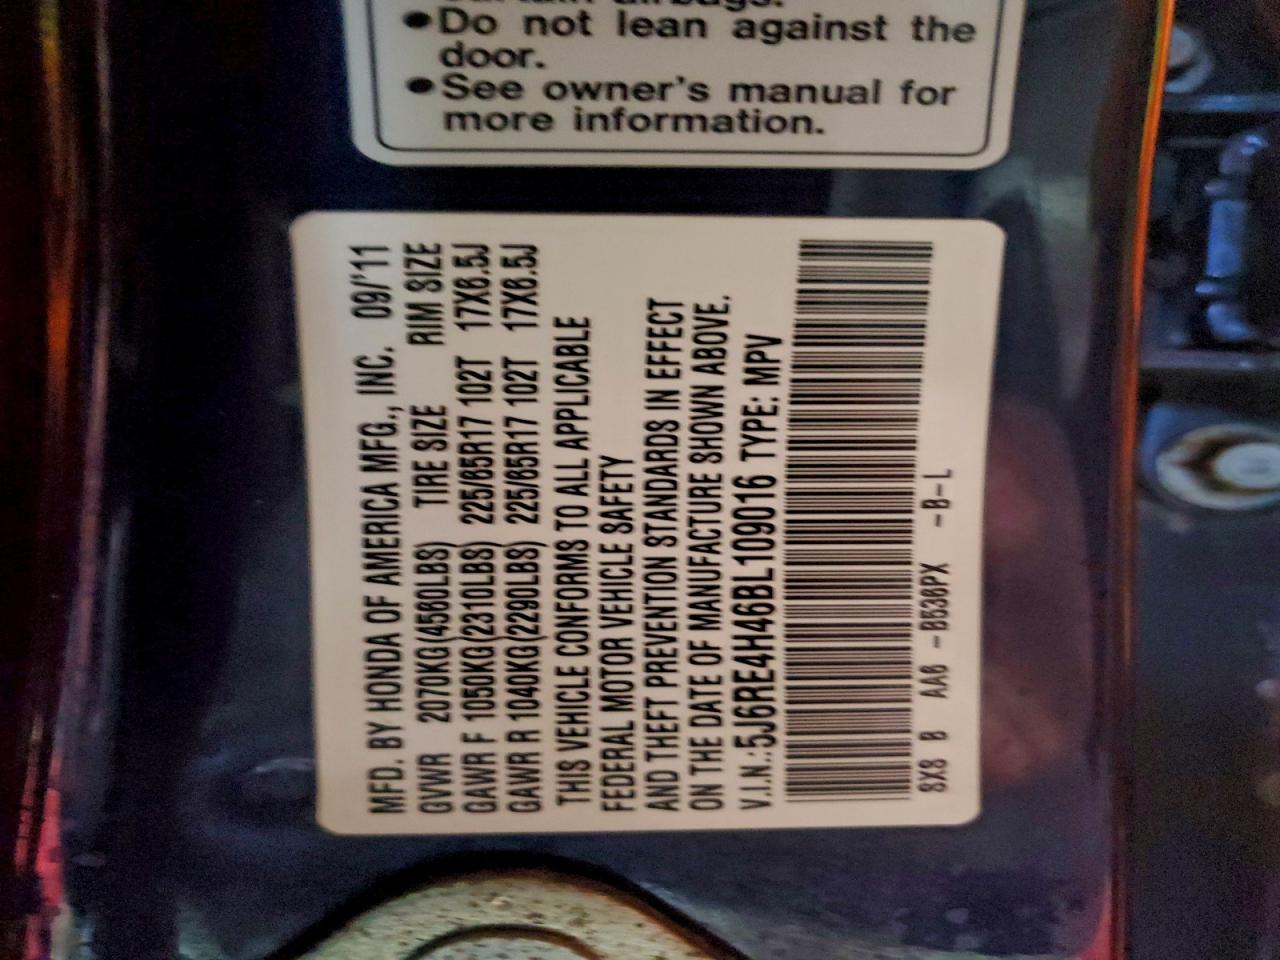 •Do not lean against the
door.
•See owner's manual for
more information.
MFD. BY HONDA OF AMERICA MFG., INC. 09/'11
GVWR 2070KG(4560LBS) TIRE SIZE RIM SIZE
GAWR F 1050KG(2310LBS) 225/65R17 102T 17X6.5J
GAWR R 1040KG(2290LBS) 225/65R17 102T 17X6.5J
THIS VEHICLE CONFORMS TO ALL APPLICABLE
FEDERAL MOTOR VEHICLE SAFETY
AND THEFT PREVENTION STANDARDS IN EFFECT
ON THE DATE OF MANUFACTURE SHOWN ABOVE.
V.I.N.:5J6RE4H46BL109016 TYPE: MPV
SX8 B AA6 -B536PX -B-L